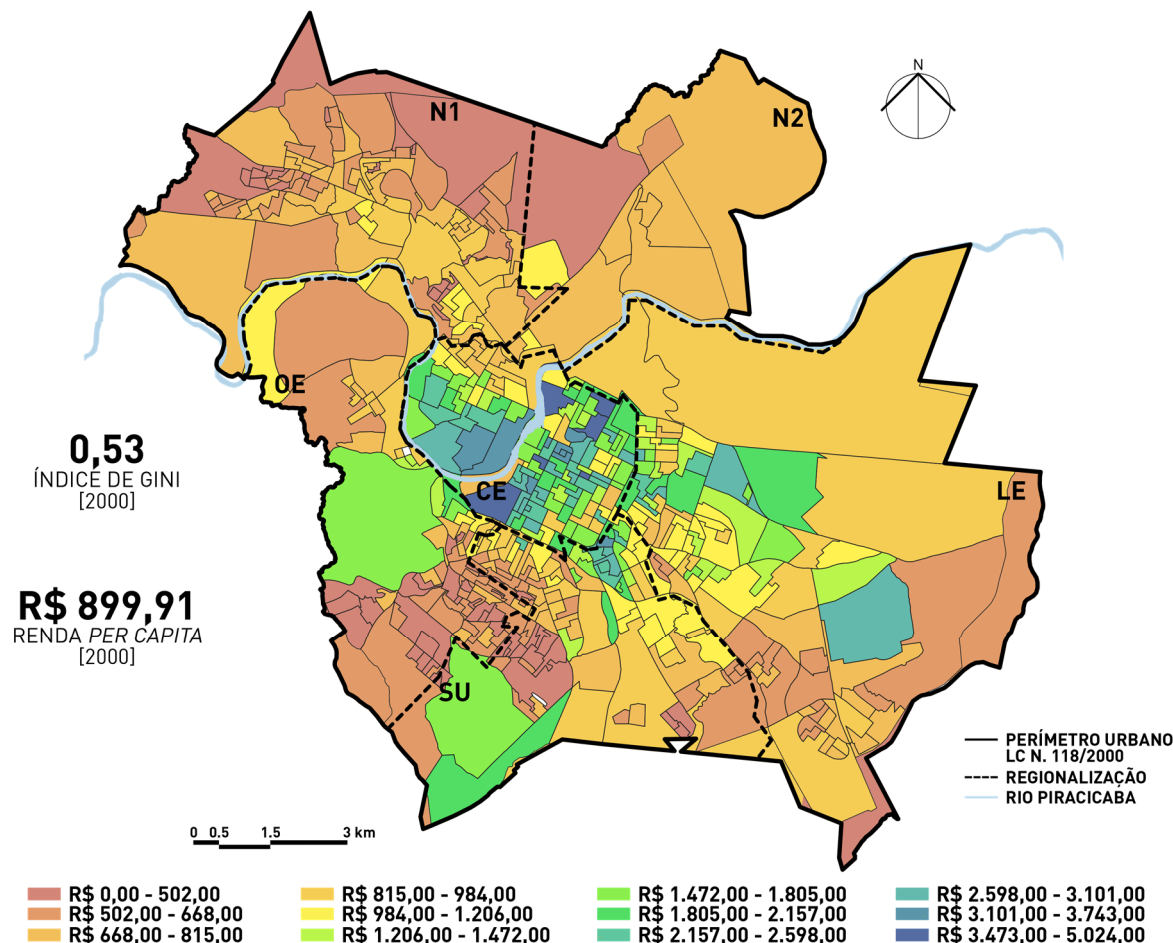 N
N1
N2
OE
0,53
ÍNDICE DE GINI
[2000]
CE
LE
R$ 899,91
RENDA PER CAPITA
[2000]
SU
PERÍMETRO URBANO
LC N. 118/2000
REGIONALIZAÇÃO
RIO PIRACICABA
0 0.5 1.5 3 km
R$ 0,00 - 502,00
R$ 502,00 - 668,00
R$ 668,00 - 815,00
R$ 815,00 - 984,00
R$ 984,00 - 1.206,00
R$ 1.206,00 - 1.472,00
R$ 1.472,00 - 1.805,00
R$ 1.805,00 - 2.157,00
R$ 2.157,00 - 2.598,00
R$ 2.598,00 - 3.101,00
R$ 3.101,00 - 3.743,00
R$ 3.473,00 - 5.024,00